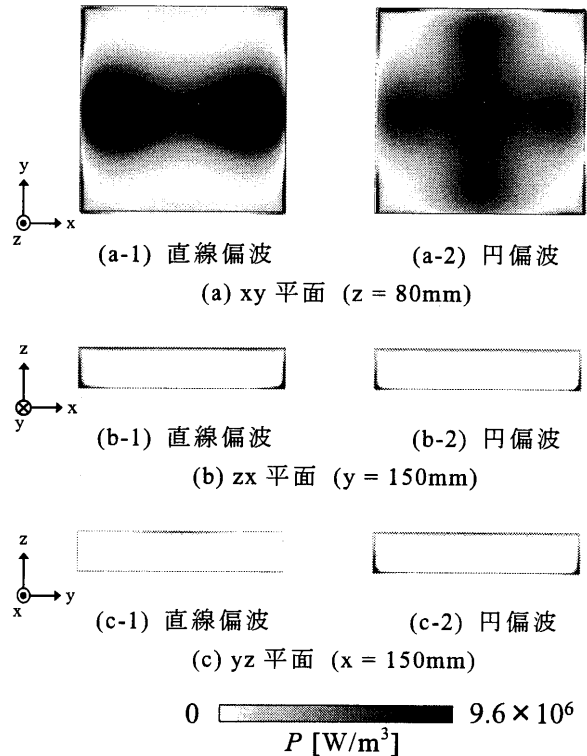 y
z
x
(a-1) 直線偏波
(a-2) 円偏波
(a) xy 平面 (z = 80mm)
z
y
x
(b-1) 直線偏波
(b-2) 円偏波
(b) zx 平面 (y = 150mm)
z
x
y
(c-1) 直線偏波
(c-2) 円偏波
(c) yz 平面 (x = 150mm)
0
9.6×10⁶
P [W/m³]